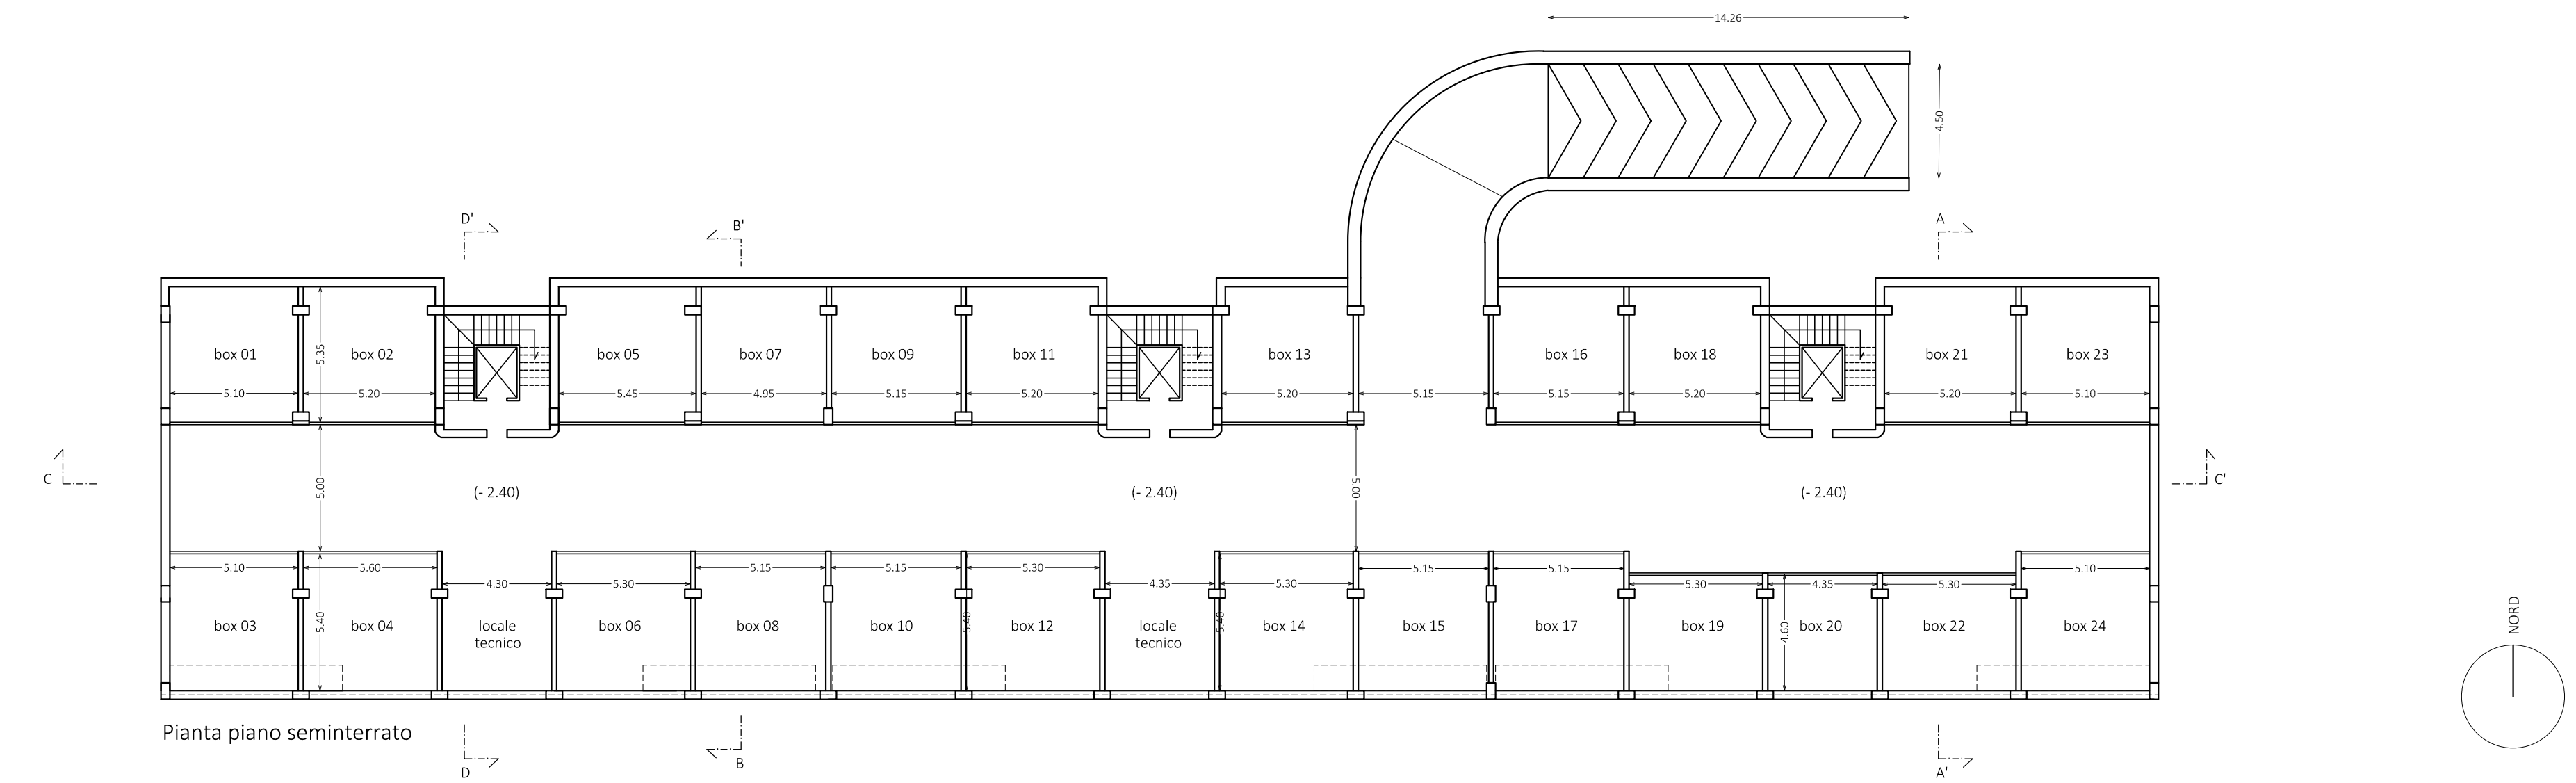 14.26
4.50
D'
B'
A
box 01
box 02
box 05
box 07
box 09
box 11
box 13
box 16
box 18
box 21
box 23
5.35
5.10
5.20
5.45
4.95
5.15
5.20
5.20
5.15
5.15
5.20
5.20
5.10
C
5.00
(- 2.40)
(- 2.40)
5.00
(- 2.40)
C'
5.10
5.60
4.30
5.30
5.15
5.15
5.30
4.35
5.30
5.15
5.15
5.30
4.35
5.30
5.10
box 03
5.40
box 04
locale
tecnico
box 06
box 08
box 10
5.40
box 12
locale
tecnico
5.40
box 14
box 15
box 17
box 19
4.60
box 20
box 22
box 24
NORD
Pianta piano seminterrato
D
B
A'